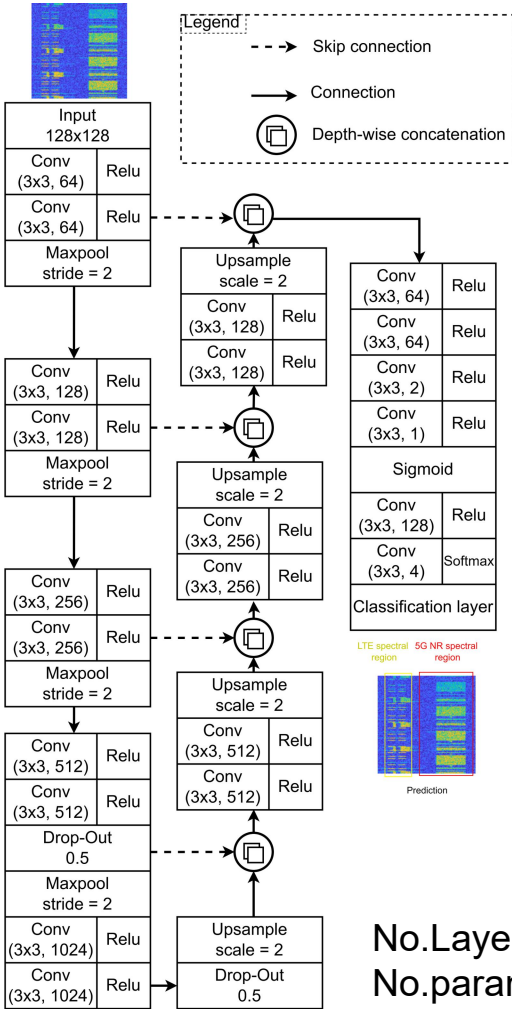 Legend
Skip connection
Connection
Depth-wise concatenation
Input
128x128
Conv
(3x3, 64)
Relu
Conv
(3x3, 64)
Relu
Maxpool
stride = 2
Conv
(3x3, 128)
Relu
Conv
(3x3, 128)
Relu
Maxpool
stride = 2
Conv
(3x3, 256)
Relu
Conv
(3x3, 256)
Relu
Maxpool
stride = 2
Conv
(3x3, 512)
Relu
Conv
(3x3, 512)
Relu
Drop-Out
0.5
Maxpool
stride = 2
Conv
(3x3, 1024)
Relu
Conv
(3x3, 1024)
Relu
Upsample
scale = 2
Conv
(3x3, 128)
Relu
Conv
(3x3, 128)
Relu
Upsample
scale = 2
Conv
(3x3, 256)
Relu
Conv
(3x3, 256)
Relu
Upsample
scale = 2
Conv
(3x3, 512)
Relu
Conv
(3x3, 512)
Relu
Upsample
scale = 2
Drop-Out
0.5
Conv
(3x3, 64)
Relu
Conv
(3x3, 64)
Relu
Conv
(3x3, 2)
Relu
Conv
(3x3, 1)
Relu
Sigmoid
Conv
(3x3, 128)
Relu
Conv
(3x3, 4)
Softmax
Classification layer
LTE spectral
region
5G NR spectral
region
Prediction
No.Laye
No.paran